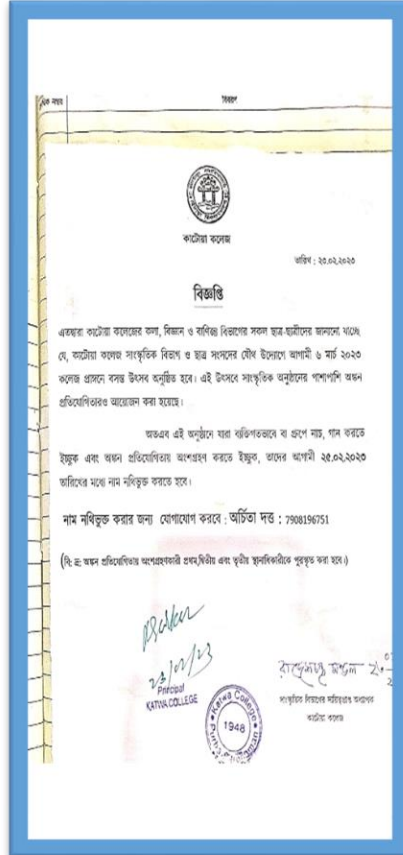 বিবরণ
কাটোয়া কলেজ
তারিখ : ২৩.০২.২০২৩
বিজ্ঞপ্তি
এতদ্বারা কাটোয়া কলেজের কলা, বিজ্ঞান ও বাণিজ্য বিভাগের সকল ছাত্র-ছাত্রীদের জানানো যাচ্ছে
যে, কাটোয়া কলেজ সাংস্কৃতিক বিভাগ ও ছাত্র সংসদের যৌথ উদ্যোগে আগামী ৬ মার্চ ২০২৩
কলেজ প্রাঙ্গনে বসন্ত উৎসব অনুষ্ঠিত হবে। এই উৎসবে সাংস্কৃতিক অনুষ্ঠানের পাশাপাশি অঙ্কন
প্রতিযোগিতারও আয়োজন করা হয়েছে।
অতএব এই অনুষ্ঠানে যারা ব্যক্তিগতভাবে বা গ্রুপে নাচ, গান করতে
ইচ্ছুক এবং অঙ্কন প্রতিযোগিতায় অংশগ্রহণ করতে ইচ্ছুক, তাদের আগামী ২৫.০২.২০২৩
তারিখের মধ্যে নাম নথিভুক্ত করতে হবে।
নাম নথিভুক্ত করার জন্য যোগাযোগ করবে : অর্চিতা দত্ত : 7908196751
(বি: দ্র: অঙ্কন প্রতিযোগিতায় অংশগ্রহণকারী প্রথম,দ্বিতীয় এবং তৃতীয় স্থানাধিকারীকে পুরস্কৃত করা হবে।)
23/02/23
Principal
KATWA COLLEGE
Katwa College
1948
মন্ডল
সাংস্কৃতিক বিভাগের দায়িত্বপ্রাপ্ত অধ্যাপক
কাটোয়া কলেজ